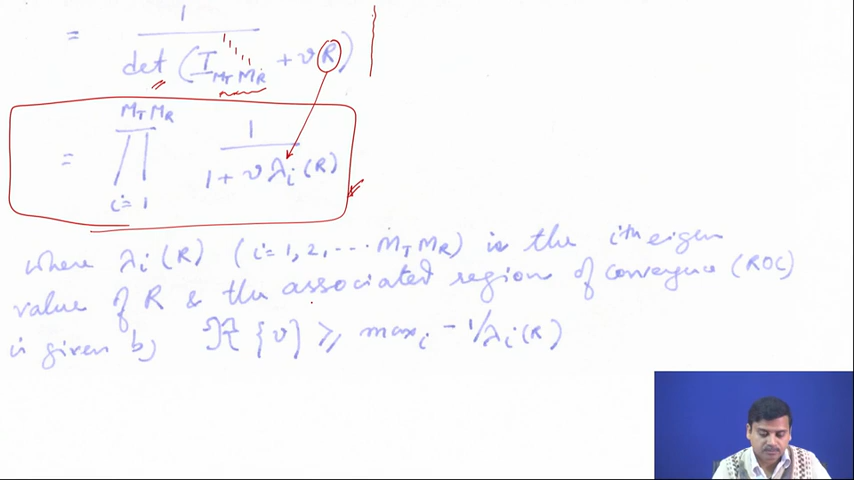 = 1 / det (I_{M_T M_R} + υ R)
= ∏_{i=1}^{M_T M_R} 1 / (1 + υ λ_i(R))
where λ_i(R) (i=1, 2, ... M_T M_R) is the ith eigen
value of R & the associated region of convergence (ROC)
is given by ℜ{υ} ≥ max_i -1/λ_i(R)